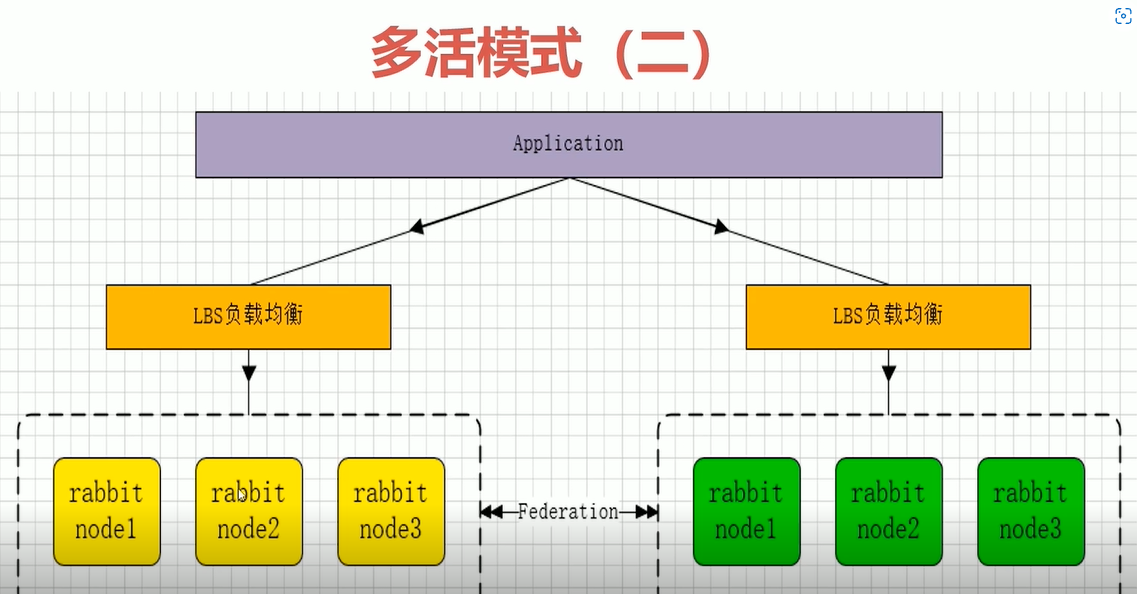 多活模式（二）
Application
LBS负载均衡
LBS负载均衡
rabbit
node1
rabbit
node2
rabbit
node3
Federation
rabbit
node1
rabbit
node2
rabbit
node3